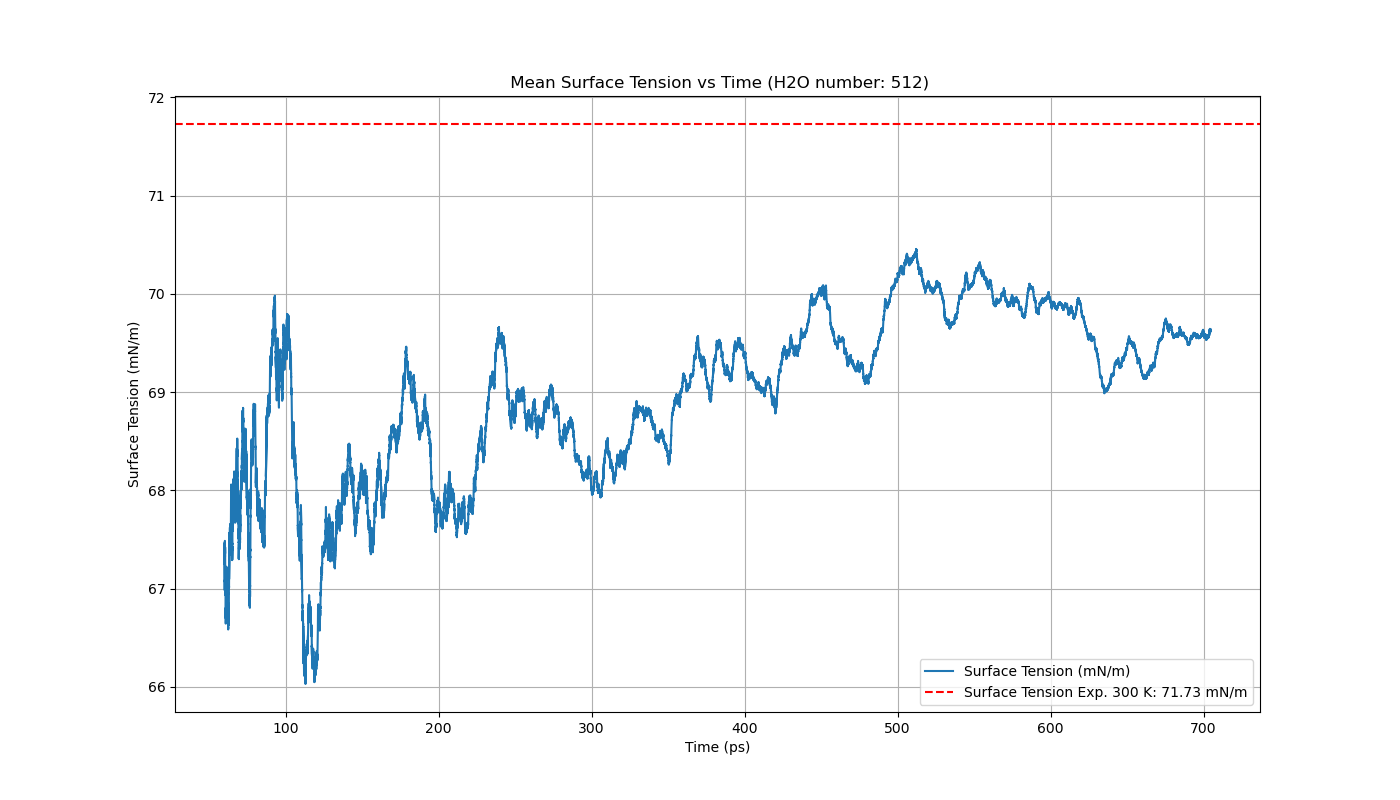 Mean Surface Tension vs Time (H2O number: 512)
Surface Tension (mN/m)
72
71
70
69
68
67
66
100
200
300
400
500
600
700
Time (ps)
Surface Tension (mN/m)
Surface Tension Exp. 300 K: 71.73 mN/m